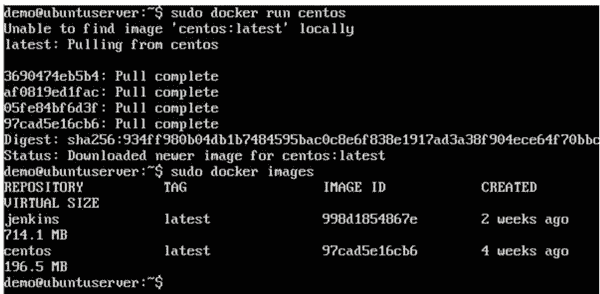 demo@ubuntuserver:~$ sudo docker run centos
Unable to find image 'centos:latest' locally
latest: Pulling from centos
3690474eb5b4: Pull complete
af0819ed1fac: Pull complete
05fe84bf6d3f: Pull complete
97cad5e16cb6: Pull complete
Digest: sha256:934ff980b04db1b7484595bac0c8e6f838e1917ad3a38f904ece64f70bbc
Status: Downloaded newer image for centos:latest
demo@ubuntuserver:~$ sudo docker images
REPOSITORY TAG IMAGE ID CREATED
VIRTUAL SIZE
jenkins latest 998d1854867e 2 weeks ago
714.1 MB
centos latest 97cad5e16cb6 4 weeks ago
196.5 MB
demo@ubuntuserver:~$